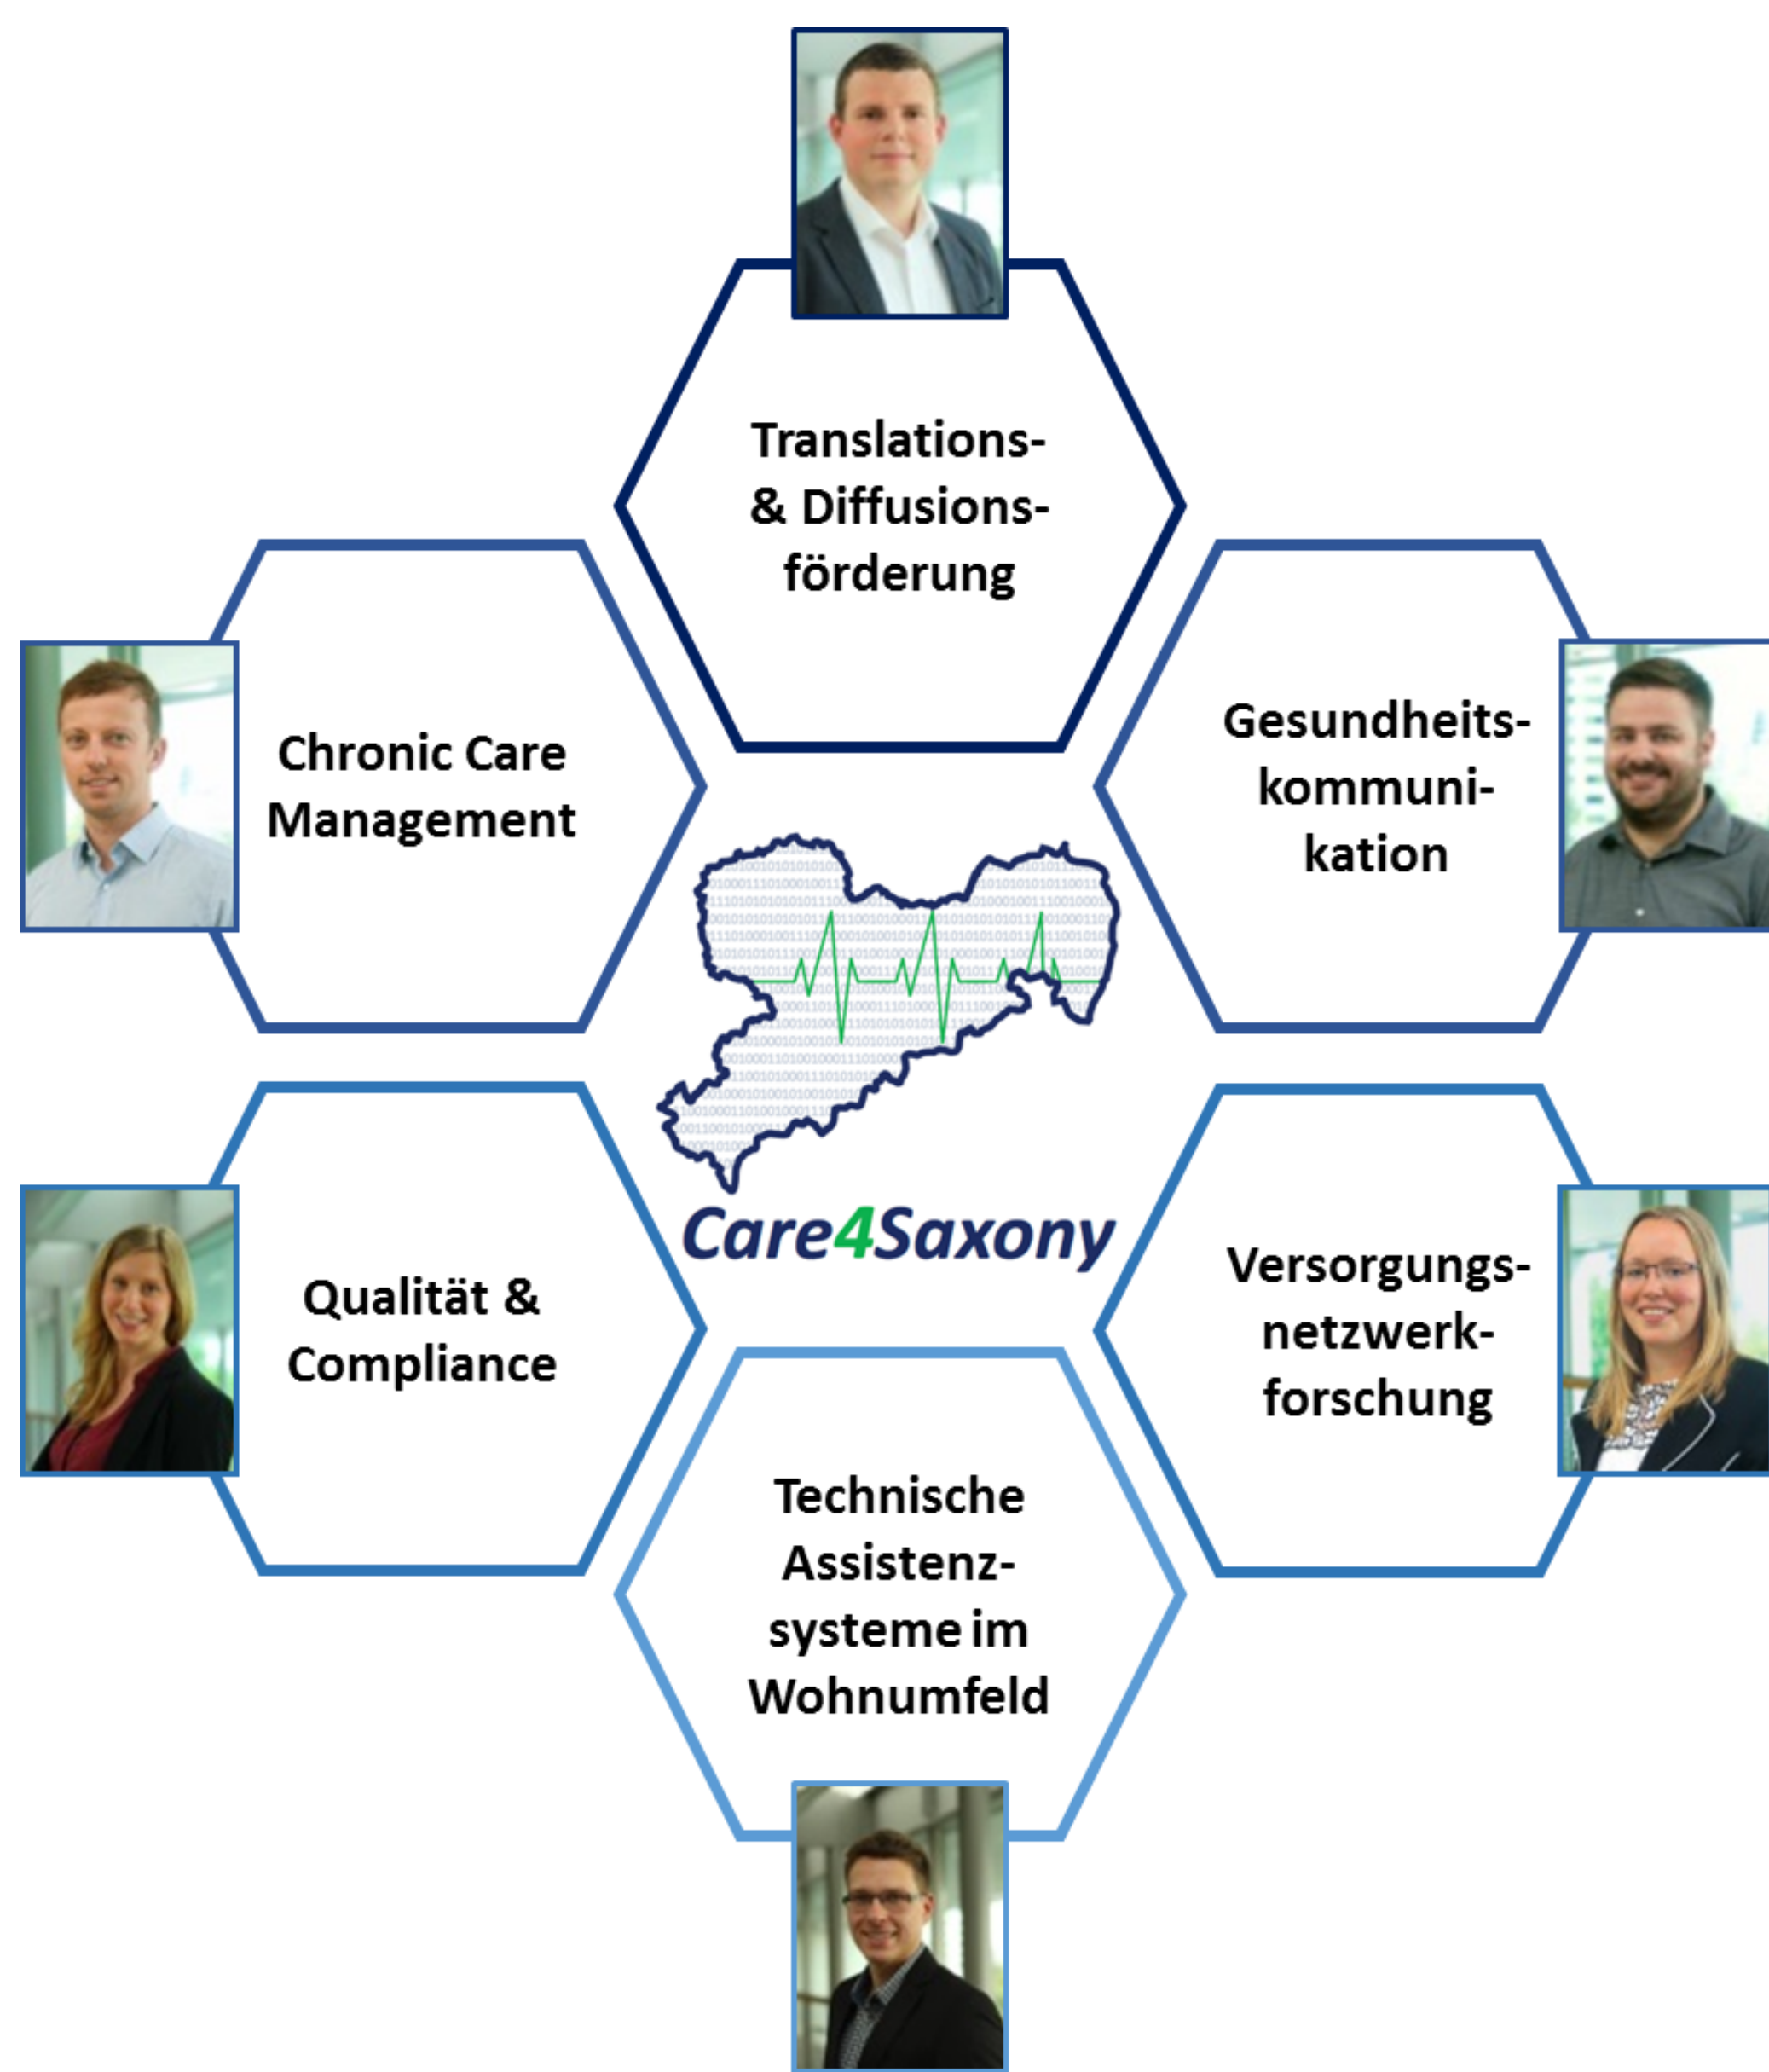 Translations-
& Diffusions-
förderung
Chronic Care
Management
Gesundheits-
kommuni-
kation
Care4Saxony
Qualität &
Compliance
Versorgungs-
netzwerk-
forschung
Technische
Assistenz-
systeme im
Wohnumfeld